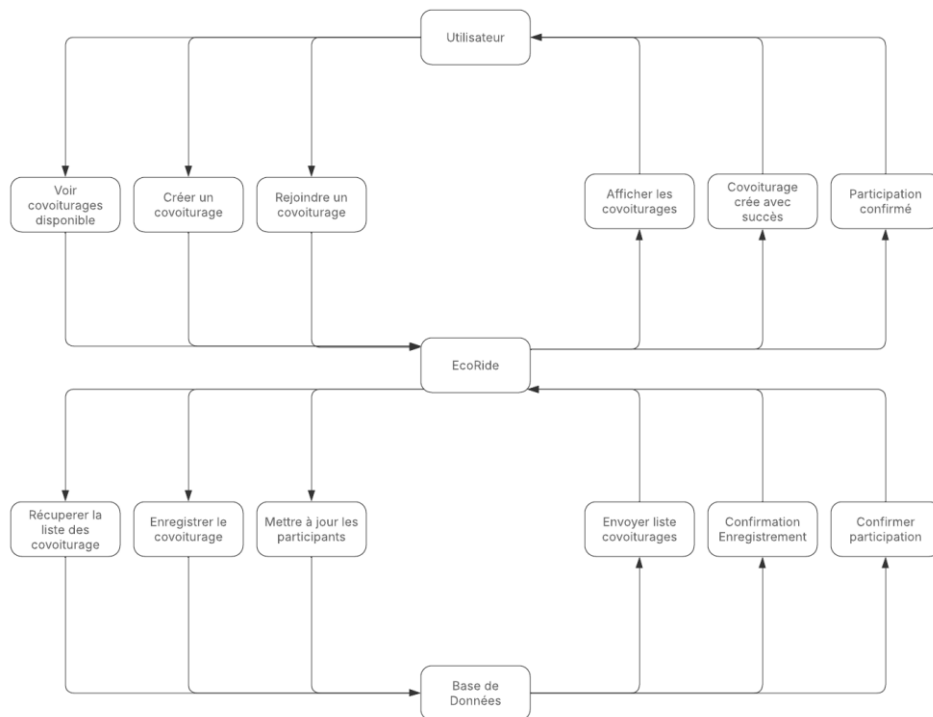 Utilisateur
Voir
covoiturages
disponible
Créer un
covoiturage
Rejoindre un
covoiturage
Afficher les
covoiturages
Covoiturage
crée avec
succès
Participation
confirmé
EcoRide
Récuperer la
liste des
covoiturage
Enregistrer le
covoiturage
Mettre à jour les
participants
Envoyer liste
covoiturages
Confirmation
Enregistrement
Confirmer
participation
Base de
Données